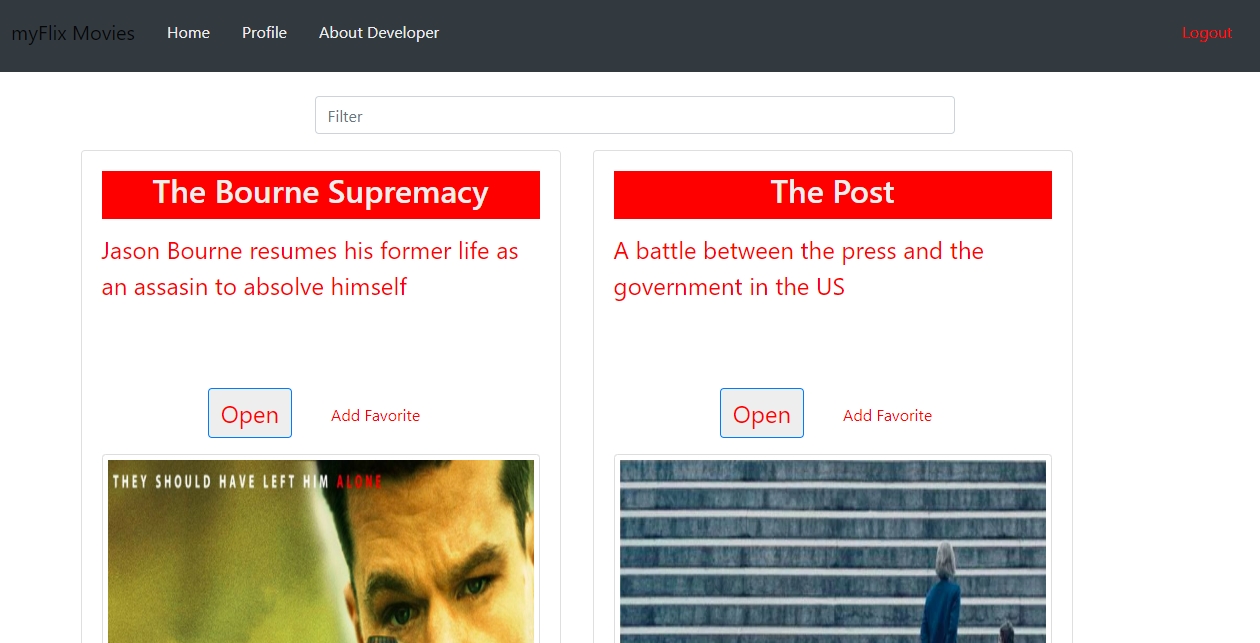 myFlix Movies Home Profile About Developer Logout
Filter
The Bourne Supremacy
Jason Bourne resumes his former life as
an assasin to absolve himself
Open Add Favorite
THEY SHOULD HAVE LEFT HIM ALONE
The Post
A battle between the press and the
government in the US
Open Add Favorite